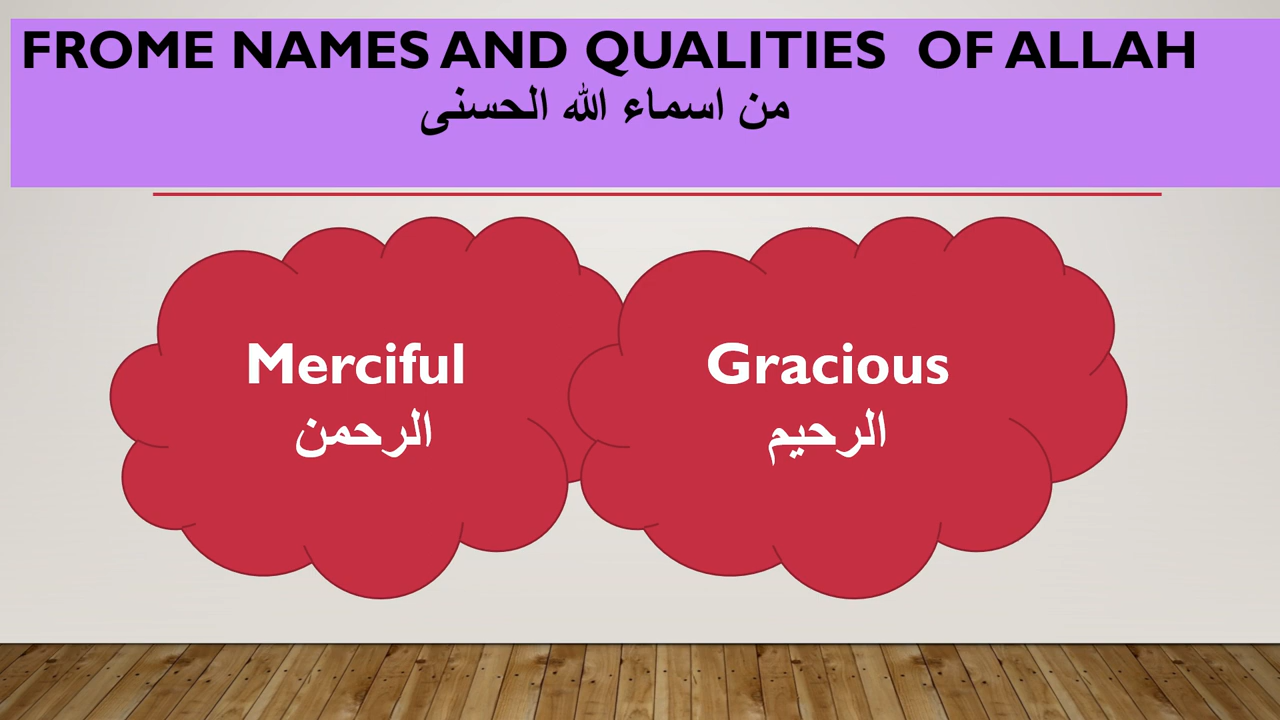 FROME NAMES AND QUALITIES  OF ALLAH
من اسماء الله الحسنى
Merciful
الرحمن
Gracious
الرحيم